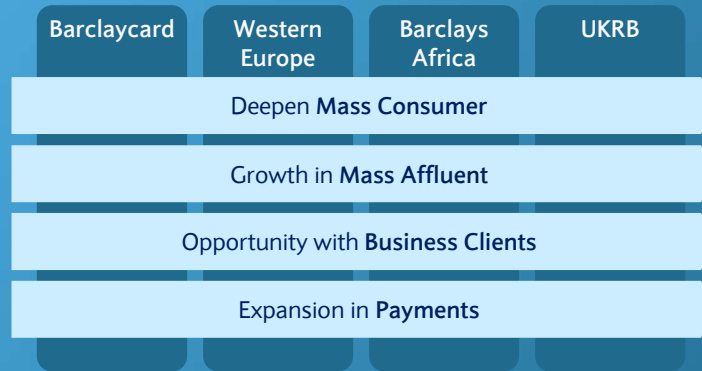 Barclaycard
Western
Europe
Barclays
Africa
UKRB
Deepen Mass Consumer
Growth in Mass Affluent
Opportunity with Business Clients
Expansion in Payments